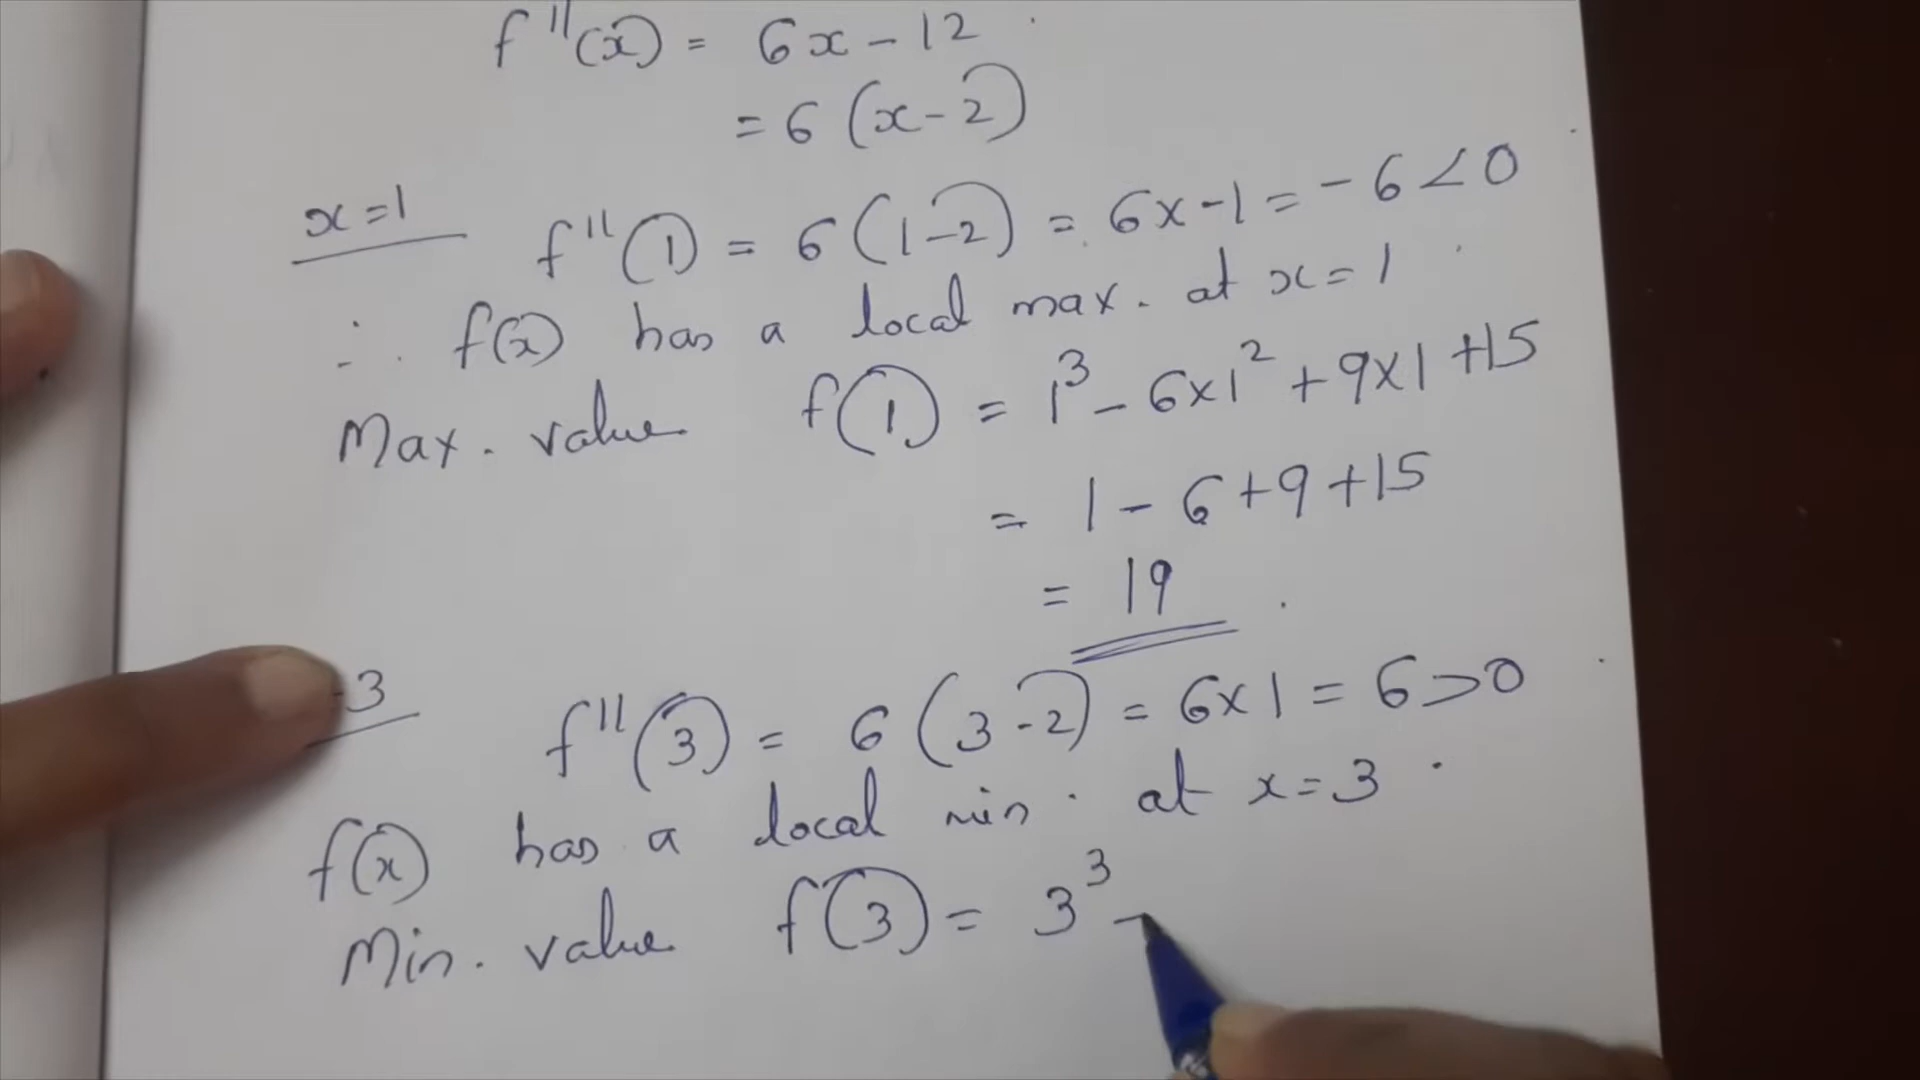 f"(x) = 6x - 12
= 6 (x - 2)
x = 1
f"(1) = 6 (1 - 2) = 6 x - 1 = - 6 < 0
∴ f(x) has a local max. at x = 1
Max. value f(1) = 1³ - 6x1² + 9x1 + 15
= 1 - 6 + 9 + 15
= 19
3
f"(3) = 6 (3 - 2) = 6x1 = 6 > 0
f(x) has a local min. at x = 3
Min. value f(3) = 3³ -